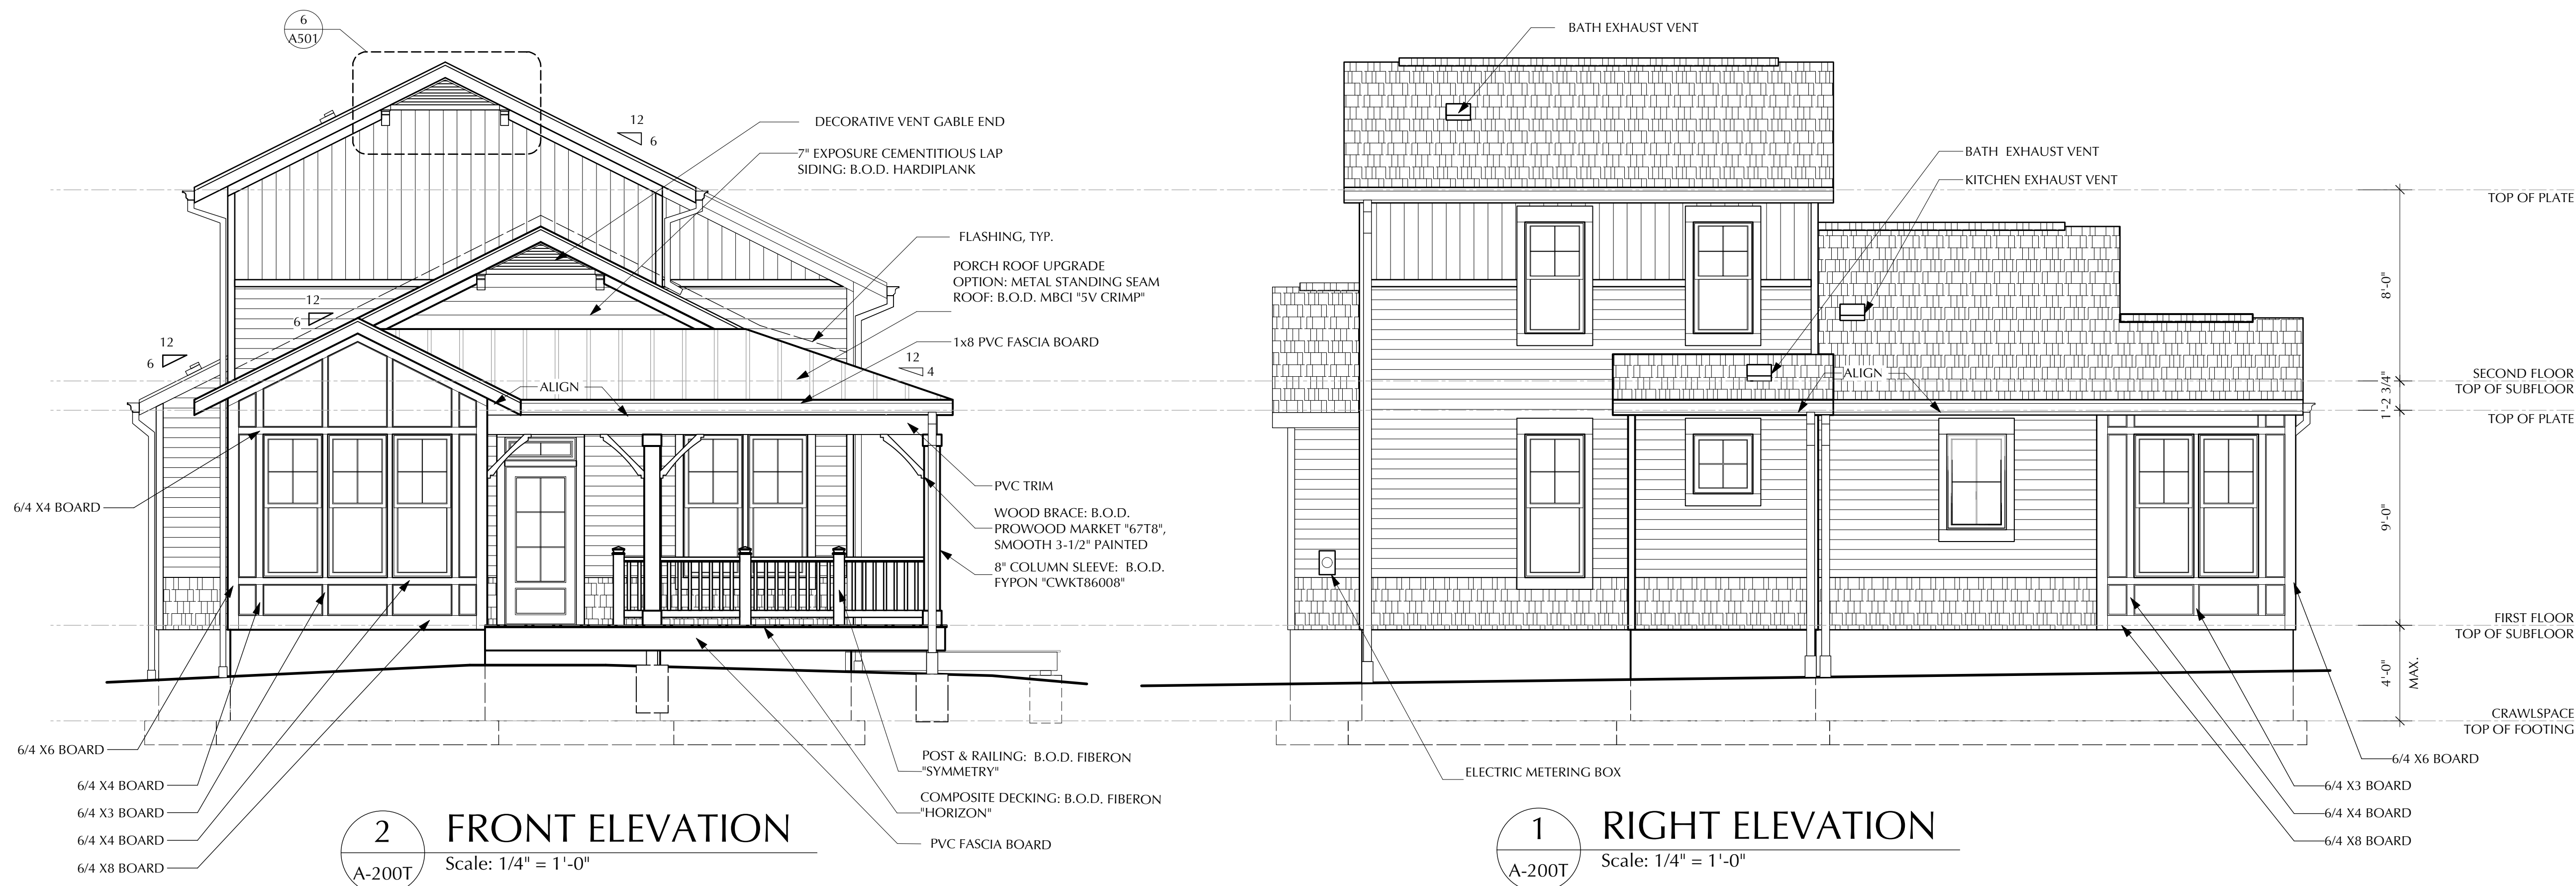 6
A501
12
6
DECORATIVE VENT GABLE END
7" EXPOSURE CEMENTITIOUS LAP
SIDING: B.O.D. HARDIPLANK
FLASHING, TYP.
PORCH ROOF UPGRADE
OPTION: METAL STANDING SEAM
ROOF: B.O.D. MBCI "5V CRIMP"
12
6
12
6
1x8 PVC FASCIA BOARD
12
4
ALIGN
6/4 X4 BOARD
PVC TRIM
WOOD BRACE: B.O.D.
PROWOOD MARKET "67T8",
SMOOTH 3-1/2" PAINTED
8" COLUMN SLEEVE: B.O.D.
FYPON "CWKT86008"
6/4 X6 BOARD
6/4 X4 BOARD
6/4 X3 BOARD
6/4 X4 BOARD
6/4 X8 BOARD
POST & RAILING: B.O.D. FIBERON
"SYMMETRY"
COMPOSITE DECKING: B.O.D. FIBERON
"HORIZON"
PVC FASCIA BOARD
2
A-200T
FRONT ELEVATION
Scale: 1/4" = 1'-0"
BATH EXHAUST VENT
BATH EXHAUST VENT
KITCHEN EXHAUST VENT
ALIGN
TOP OF PLATE
8'-0"
SECOND FLOOR
TOP OF SUBFLOOR
1'-2 3/4"
TOP OF PLATE
9'-0"
FIRST FLOOR
TOP OF SUBFLOOR
4'-0"
MAX.
CRAWLSPACE
TOP OF FOOTING
ELECTRIC METERING BOX
6/4 X6 BOARD
6/4 X3 BOARD
6/4 X4 BOARD
6/4 X8 BOARD
1
A-200T
RIGHT ELEVATION
Scale: 1/4" = 1'-0"